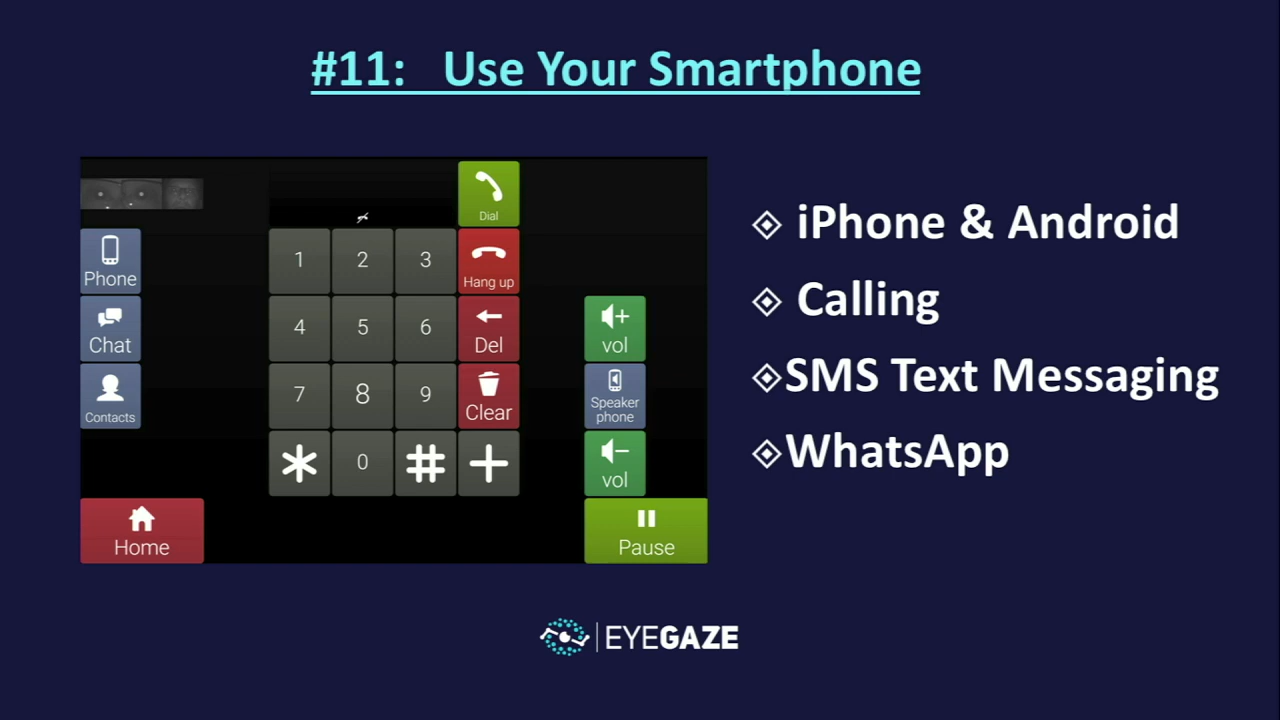 #11: Use Your Smartphone
Dial
Phone
1 2 3
Hang up
Chat
4 5 6
Del
vol
Contacts
7 8 9
Clear
Speaker
phone
* 0 # +
vol
Home
Pause
iPhone & Android
Calling
SMS Text Messaging
WhatsApp
EYEGAZE